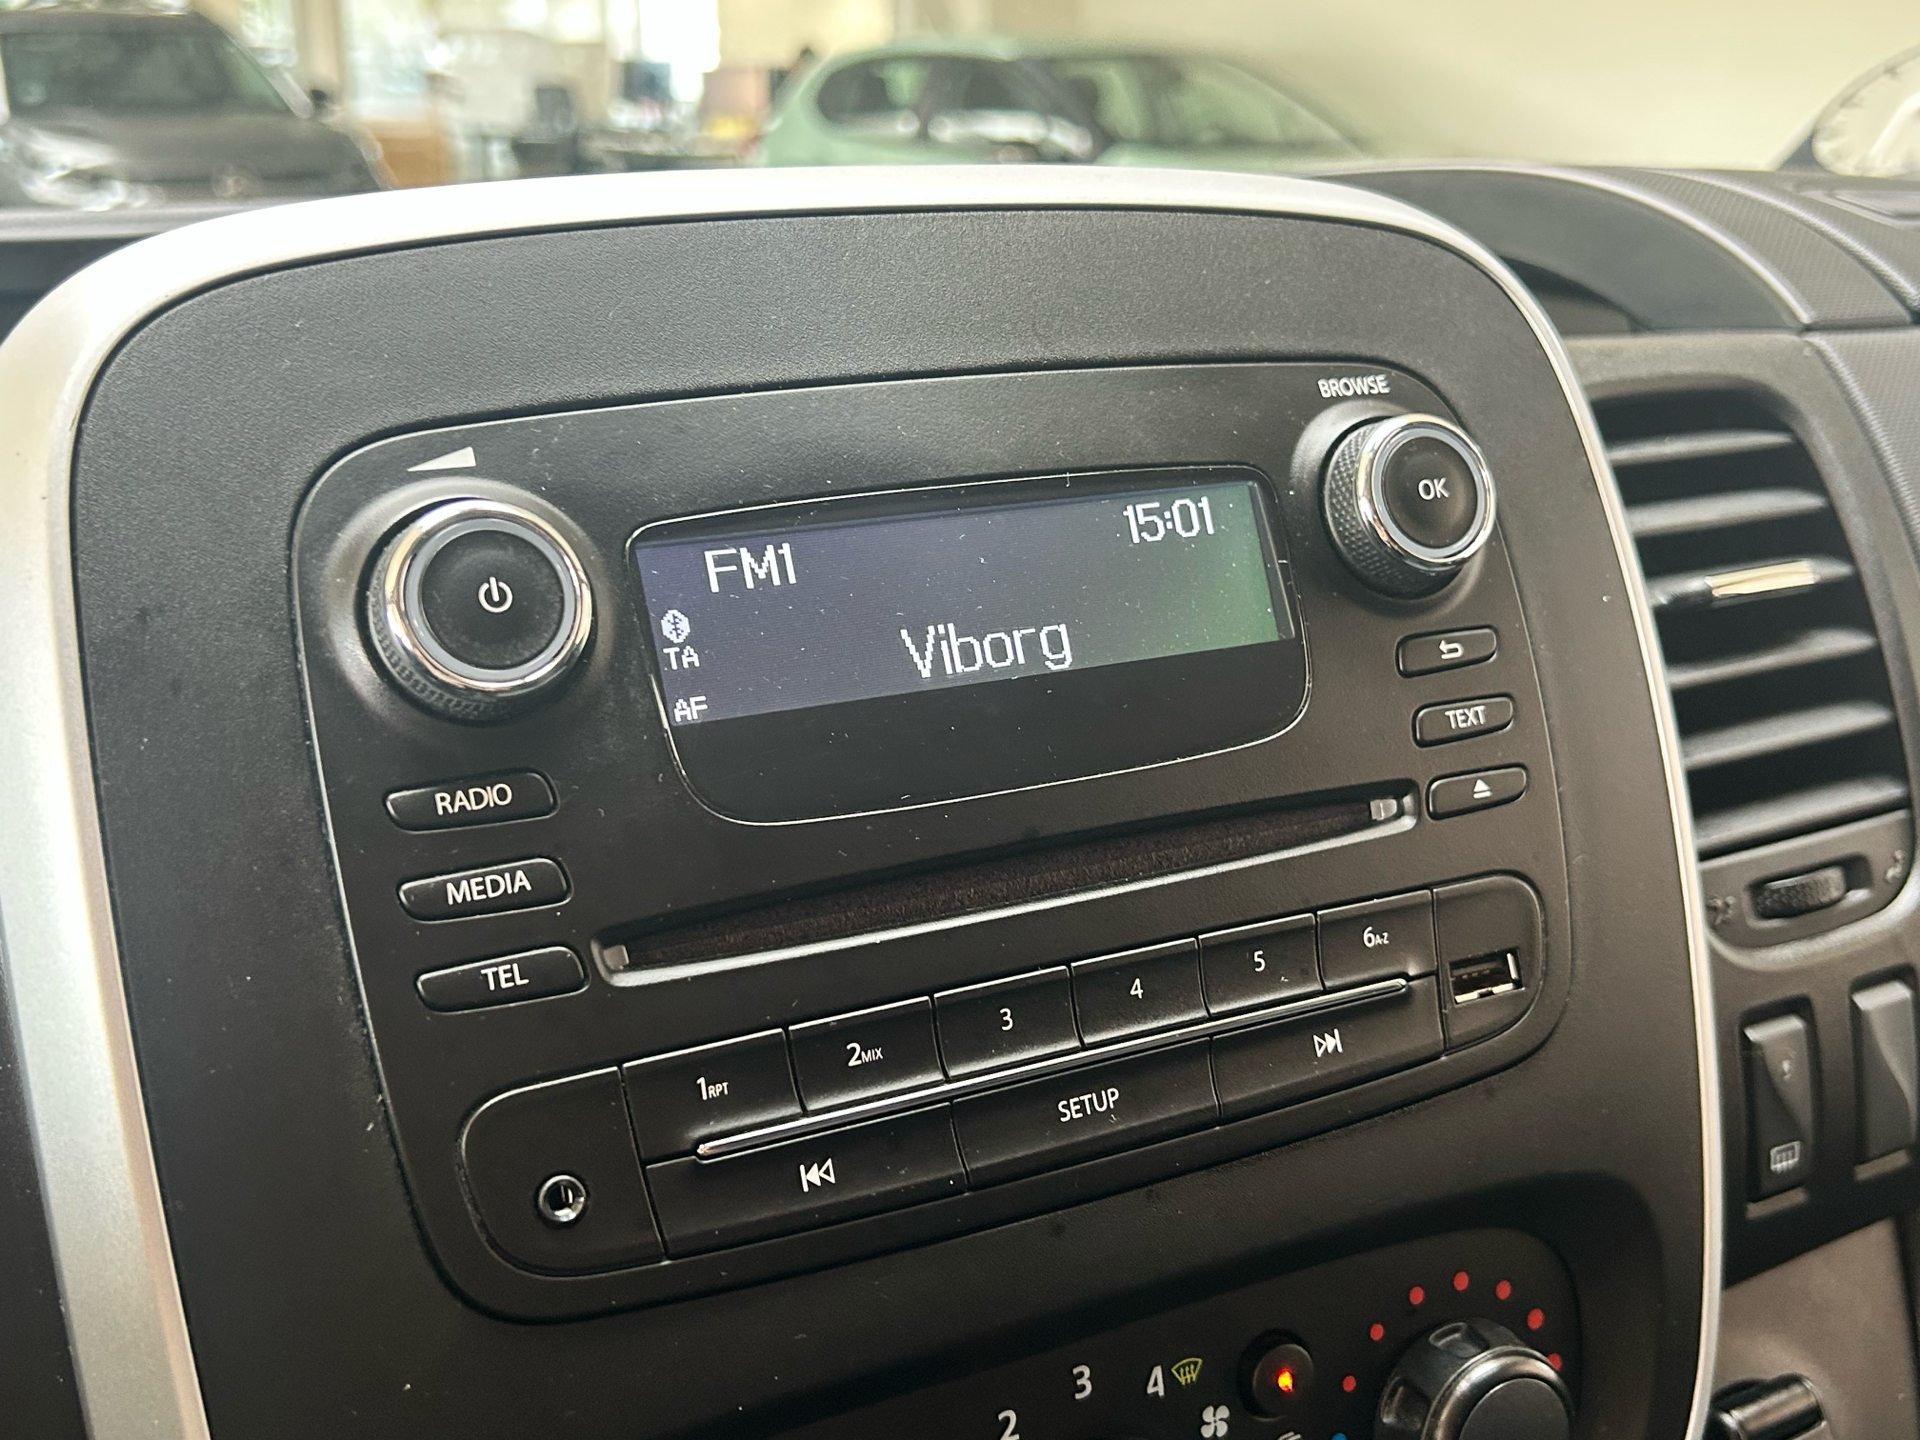 BROWSE
OK
FM1
15:01
TA
Viborg
AF
TEXT
RADIO
MEDIA
TEL
1RPT
2MIX
3
4
5
6A-Z
SETUP
2
3
4